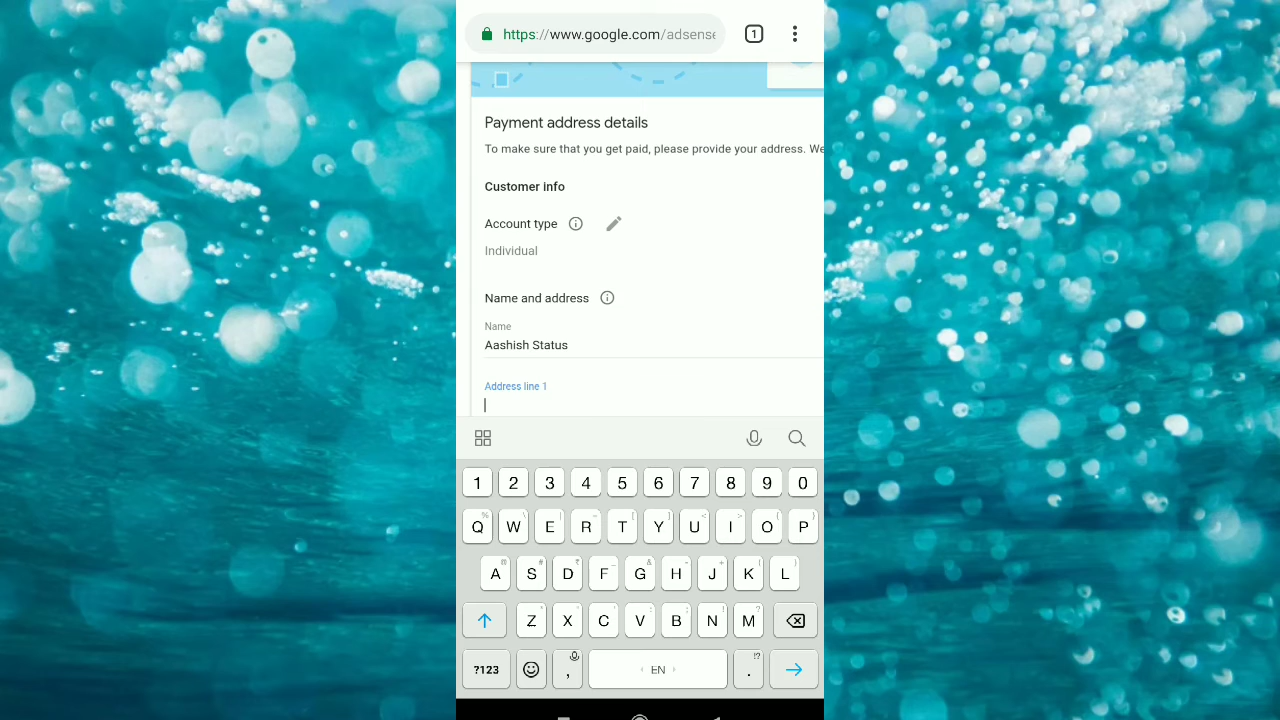 https://www.google.com/adsense
1
Payment address details
To make sure that you get paid, please provide your address. We
Customer info
Account type
Individual
Name and address
Name
Aashish Status
Address line 1
1 2 3 4 5 6 7 8 9 0
Q W E R T Y U I O P
A S D F G H J K L
Z X C V B N M
?123 , EN . !?